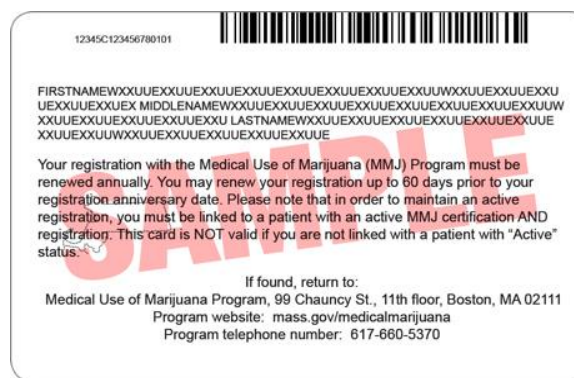 12345C123456780101
FIRSTNAMEWXXUUEXXUUEXXUUEXXUUEXXUUEXXUUEXXUUEXXUUWXXUUEXXUUEXXU
UEXXUUEXXUEX MIDDLENAMEWXXUUEXXUUEXXUUEXXUUEXXUUEXXUUEXXUUEXXUUW
XXUUEXXUUEXXUUEXXUUEXXU LASTNAMEWXXUUEXXUUEXXUUEXXUUEXXUUEXXUUE
XXUUEXXUUWXXUUEXXUUEXXUUEXXUUEXXUUE
Your registration with the Medical Use of Marijuana (MMJ) Program must be
renewed annually. You may renew your registration up to 60 days prior to your
registration anniversary date. Please note that in order to maintain an active
registration, you must be linked to a patient with an active MMJ certification AND
registration. This card is NOT valid if you are not linked with a patient with “Active”
status.
SAMPLE
If found, return to:
Medical Use of Marijuana Program, 99 Chauncy St., 11th floor, Boston, MA 02111
Program website: mass.gov/medicalmarijuana
Program telephone number: 617-660-5370